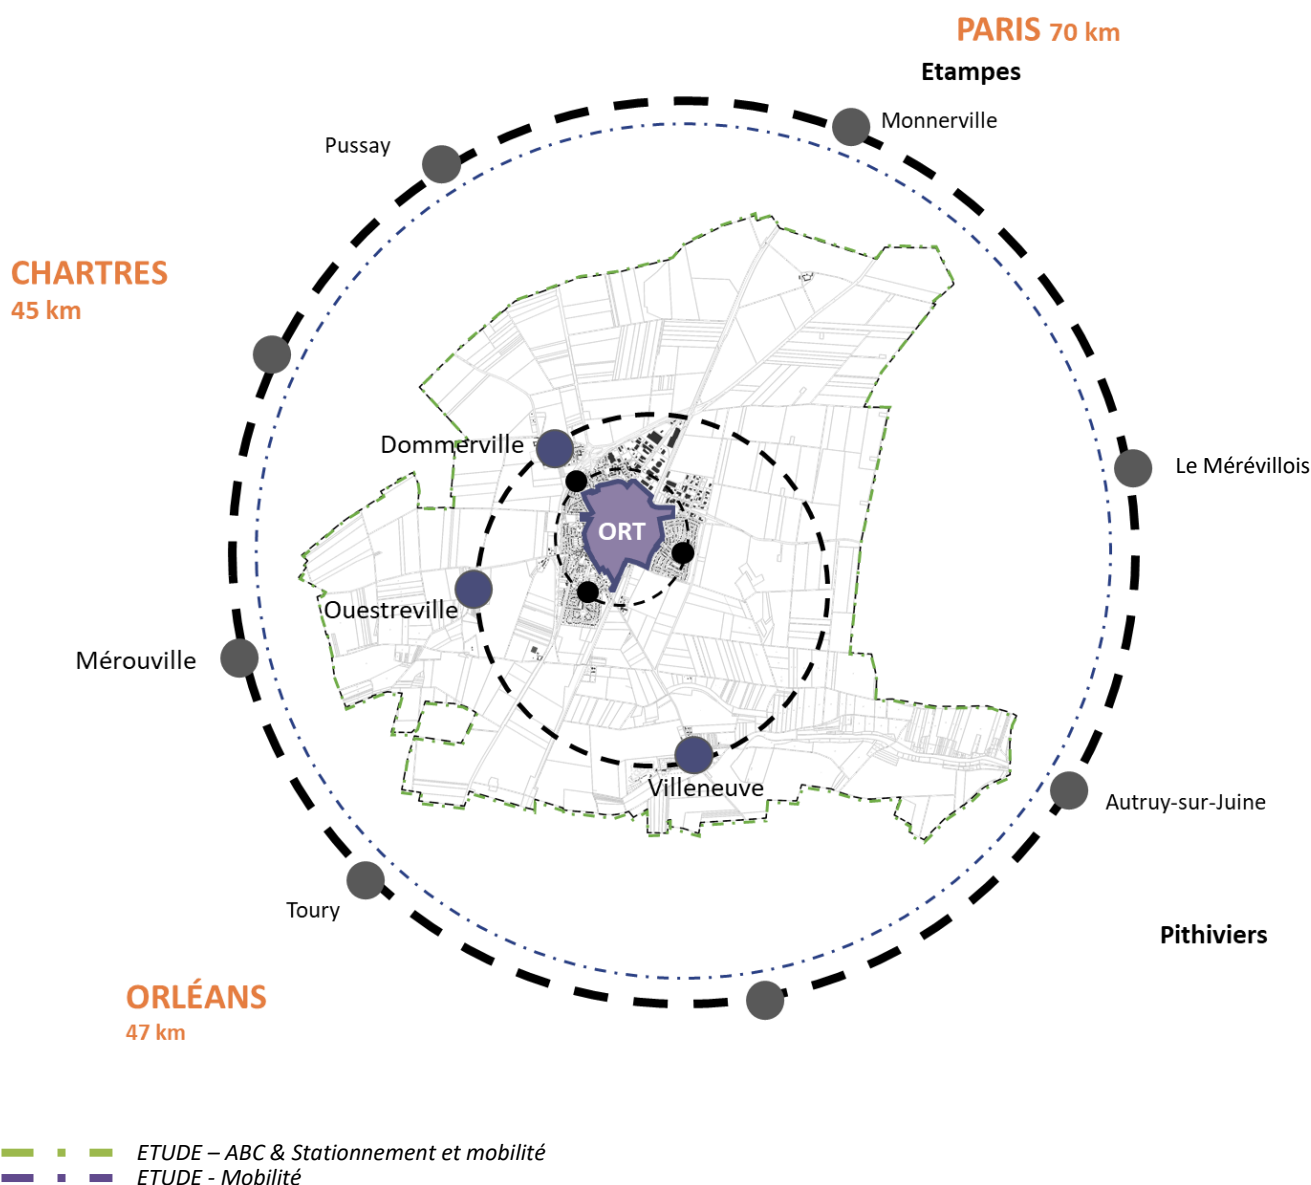 PARIS 70 km
Etampes
Monnerville
Pussay
CHARTRES
45 km
Dommerville
Le Mérévillois
ORT
Ouestreville
Mérouville
Villeneuve
Autruy-sur-Juine
Toury
Pithiviers
ORLÉANS
47 km
ETUDE – ABC & Stationnement et mobilité
ETUDE - Mobilité